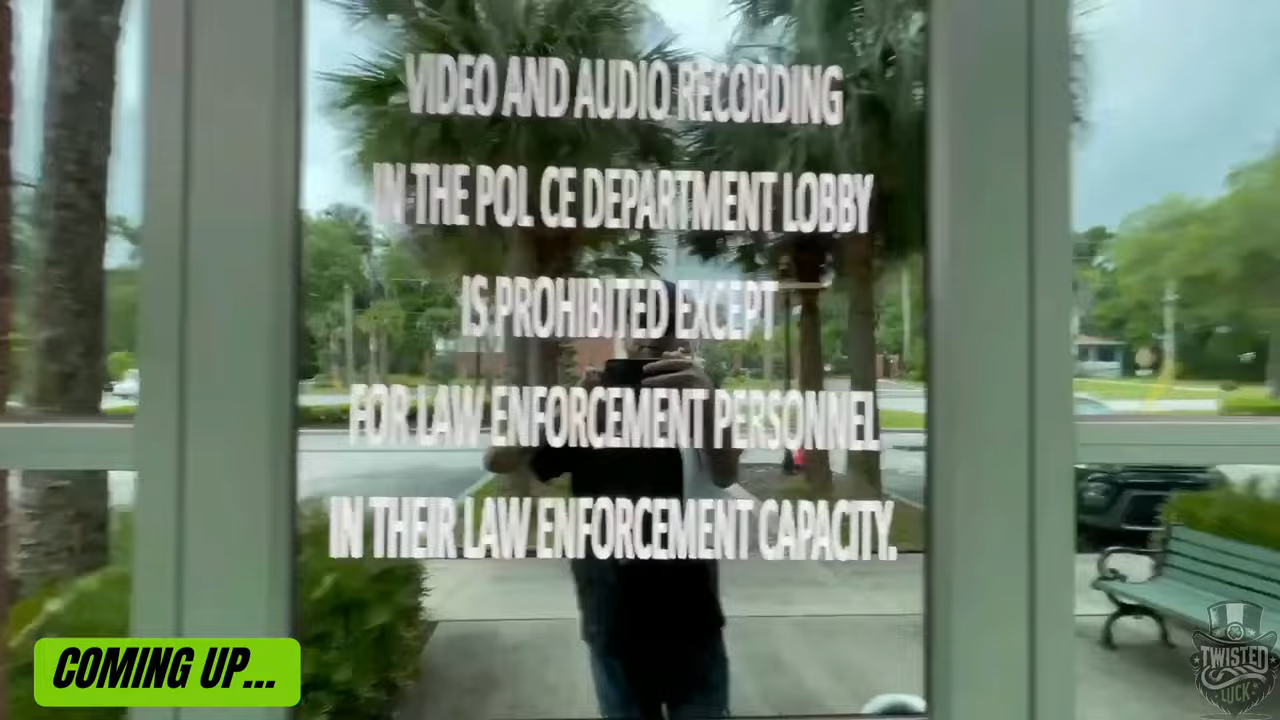 VIDEO AND AUDIO RECORDING
IN THE POL CE DEPARTMENT LOBBY
IS PROHIBITED EXCEPT
FOR LAW ENFORCEMENT PERSONNEL
IN THEIR LAW ENFORCEMENT CAPACITY.
COMING UP...
TWISTED
LUCK